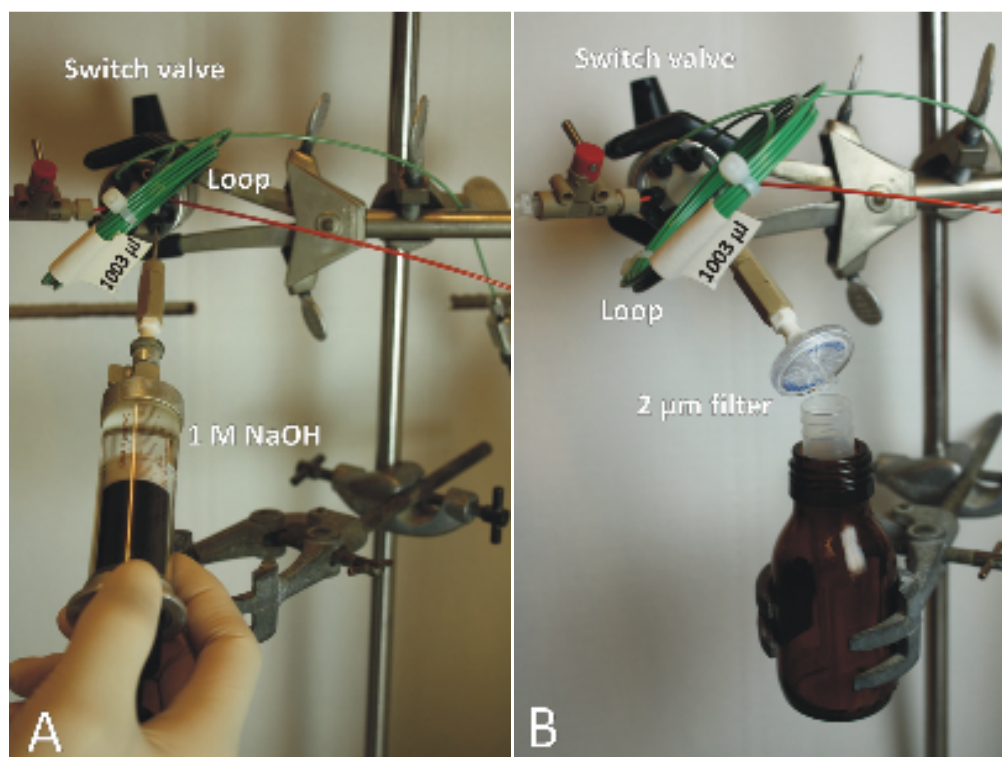 Switch valve
Loop
1003 µl
1 M NaOH
A
Switch valve
1003 µl
Loop
2 µm filter
B